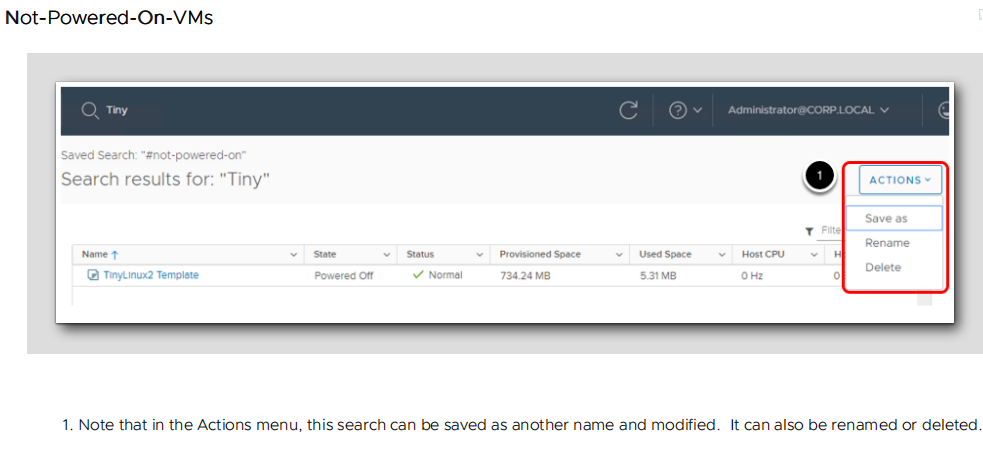 Not-Powered-On-VMs
Tiny
Administrator@CORP.LOCAL
Saved Search: "#not-powered-on"
Search results for: "Tiny"
1
ACTIONS
Save as
Rename
Delete
Name State Status Provisioned Space Used Space Host CPU
TinyLinux2 Template Powered Off Normal 734.24 MB 5.31 MB 0 Hz 0
1. Note that in the Actions menu, this search can be saved as another name and modified. It can also be renamed or deleted.